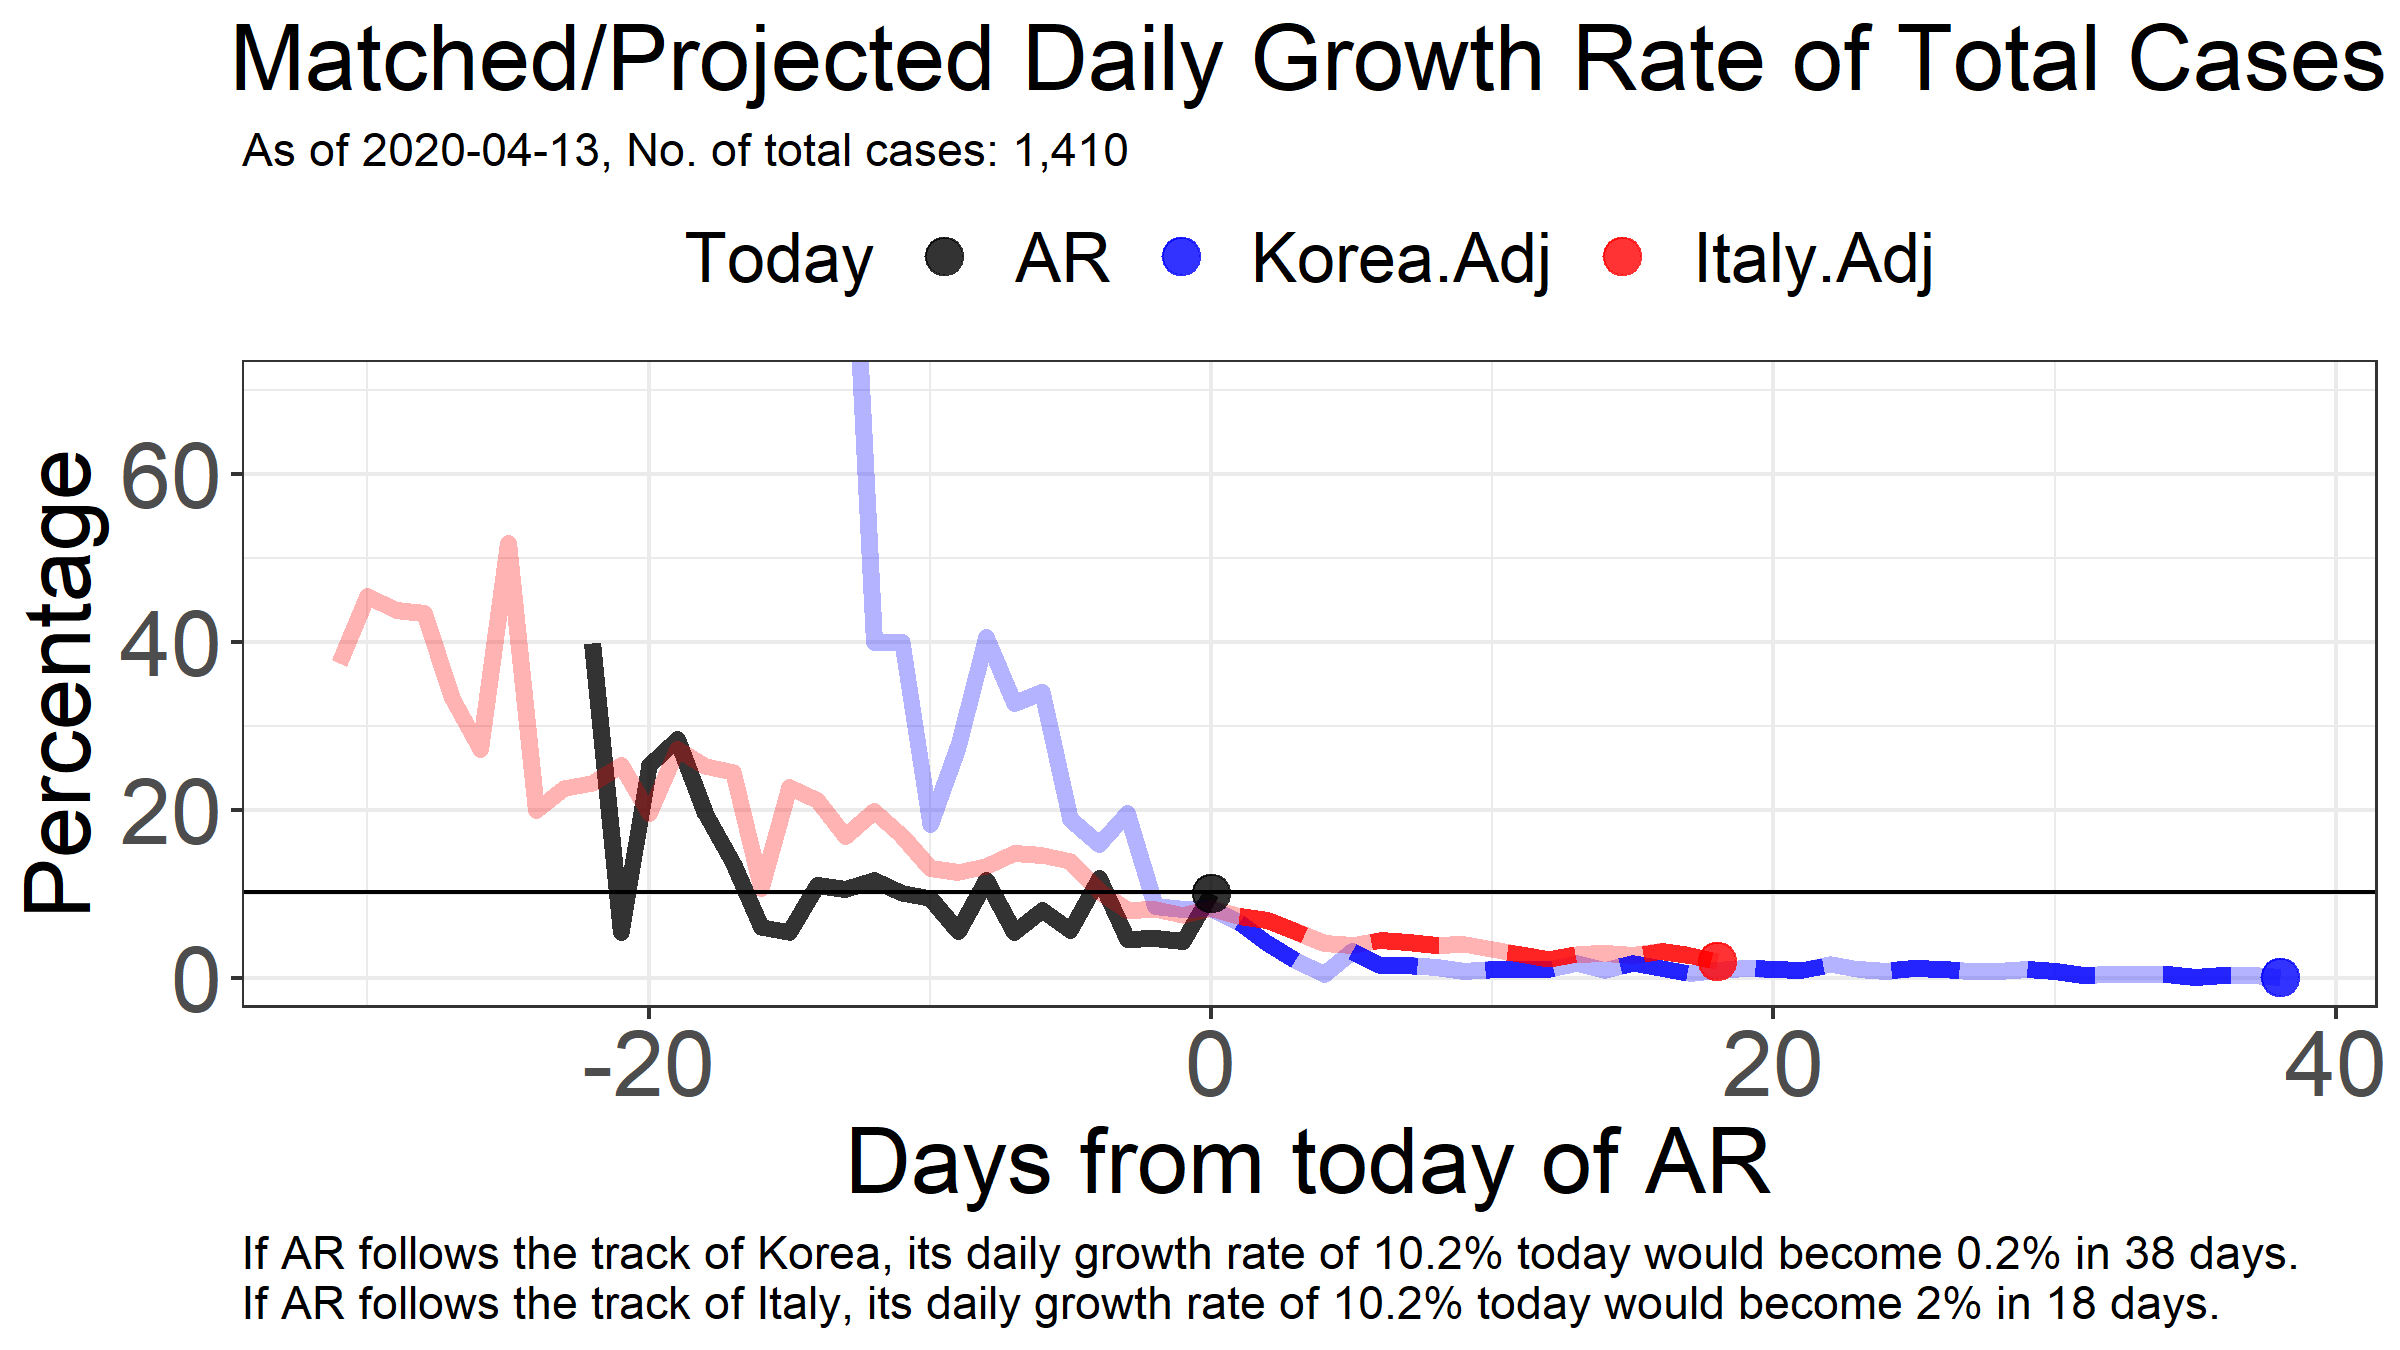 Matched/Projected Daily Growth Rate of Total Cases
As of 2020-04-13, No. of total cases: 1,410
Today AR Korea.Adj Italy.Adj
Percentage
60
40
20
0
-20 0 20 40
Days from today of AR
If AR follows the track of Korea, its daily growth rate of 10.2% today would become 0.2% in 38 days.
If AR follows the track of Italy, its daily growth rate of 10.2% today would become 2% in 18 days.